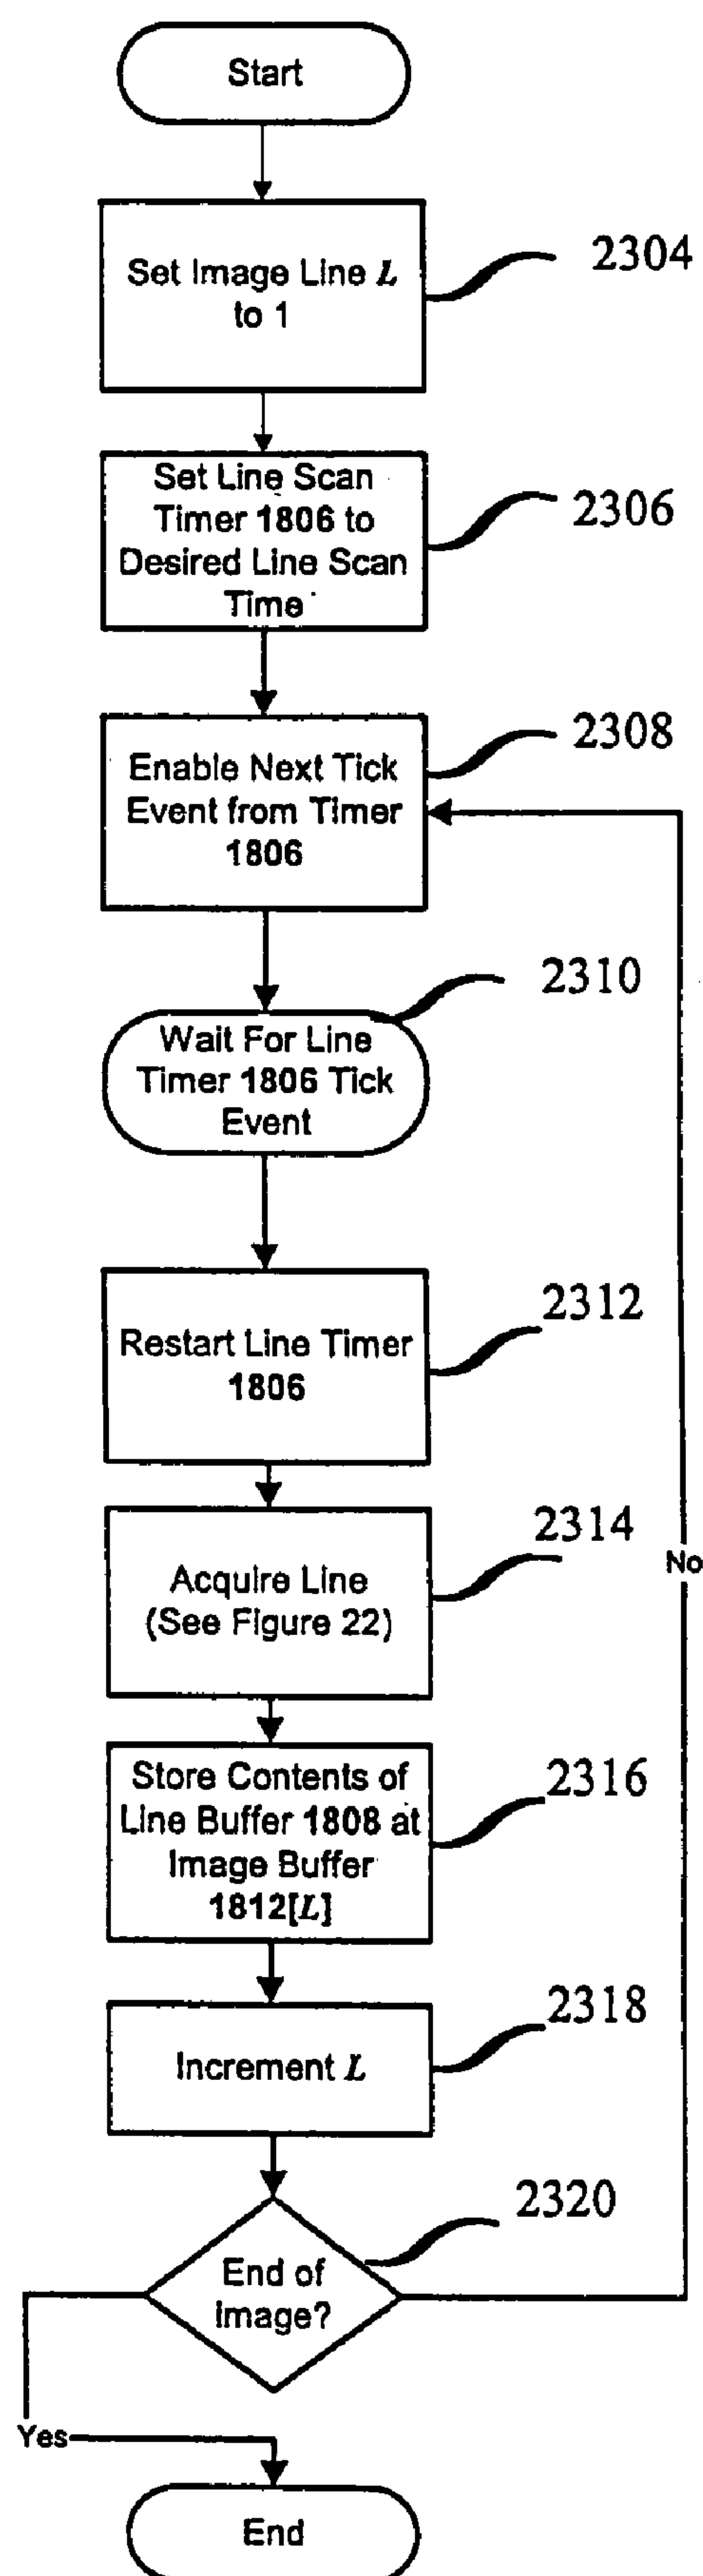 Start
Set Image Line L
to 1
2304
Set Line Scan
Timer 1806 to
Desired Line Scan
Time
2306
Enable Next Tick
Event from Timer
1806
2308
Wait For Line
Timer 1806 Tick
Event
2310
Restart Line Timer
1806
2312
Acquire Line
(See Figure 22)
2314
No
Store Contents of
Line Buffer 1808 at
Image Buffer
1812[L]
2316
Increment L
2318
End of
Image?
2320
Yes
End